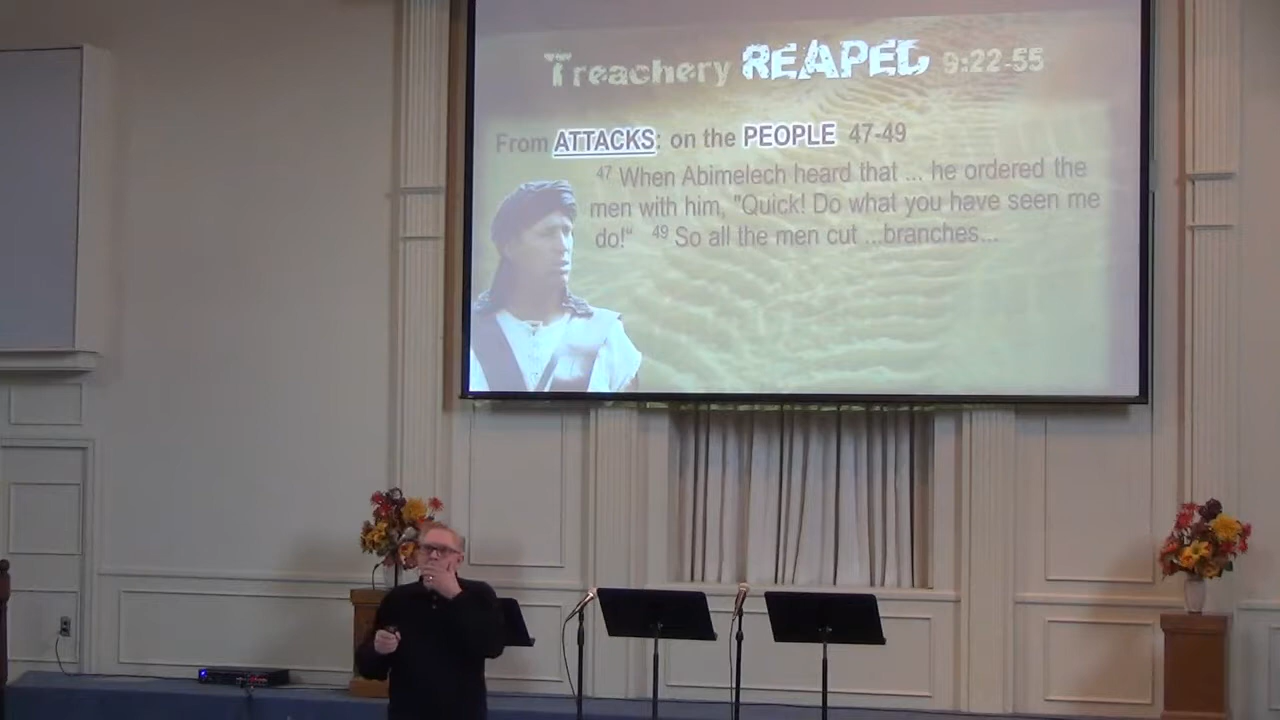 Treachery REAPED 9:22-55
From ATTACKS: on the PEOPLE 47-49
47 When Abimelech heard that ... he ordered the
men with him, "Quick! Do what you have seen me
do!" 49 So all the men cut ...branches...